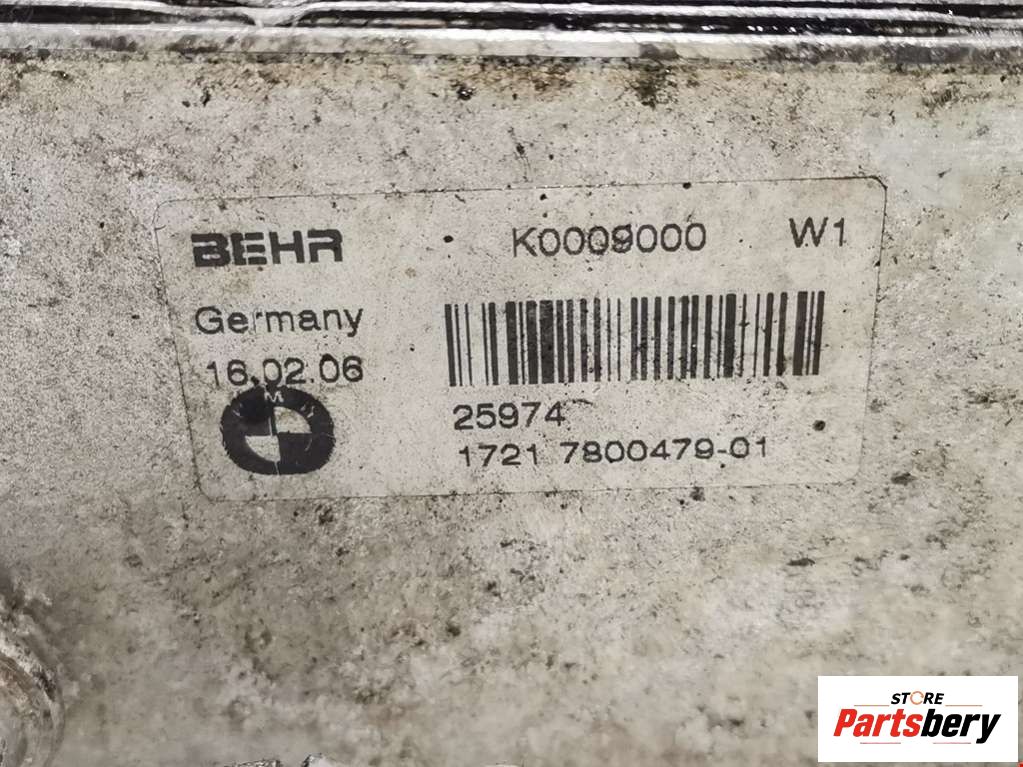 BEHR K0009000 W1
Germany
16.02.06
25974
1721 7800479-01
STORE
Partsbery